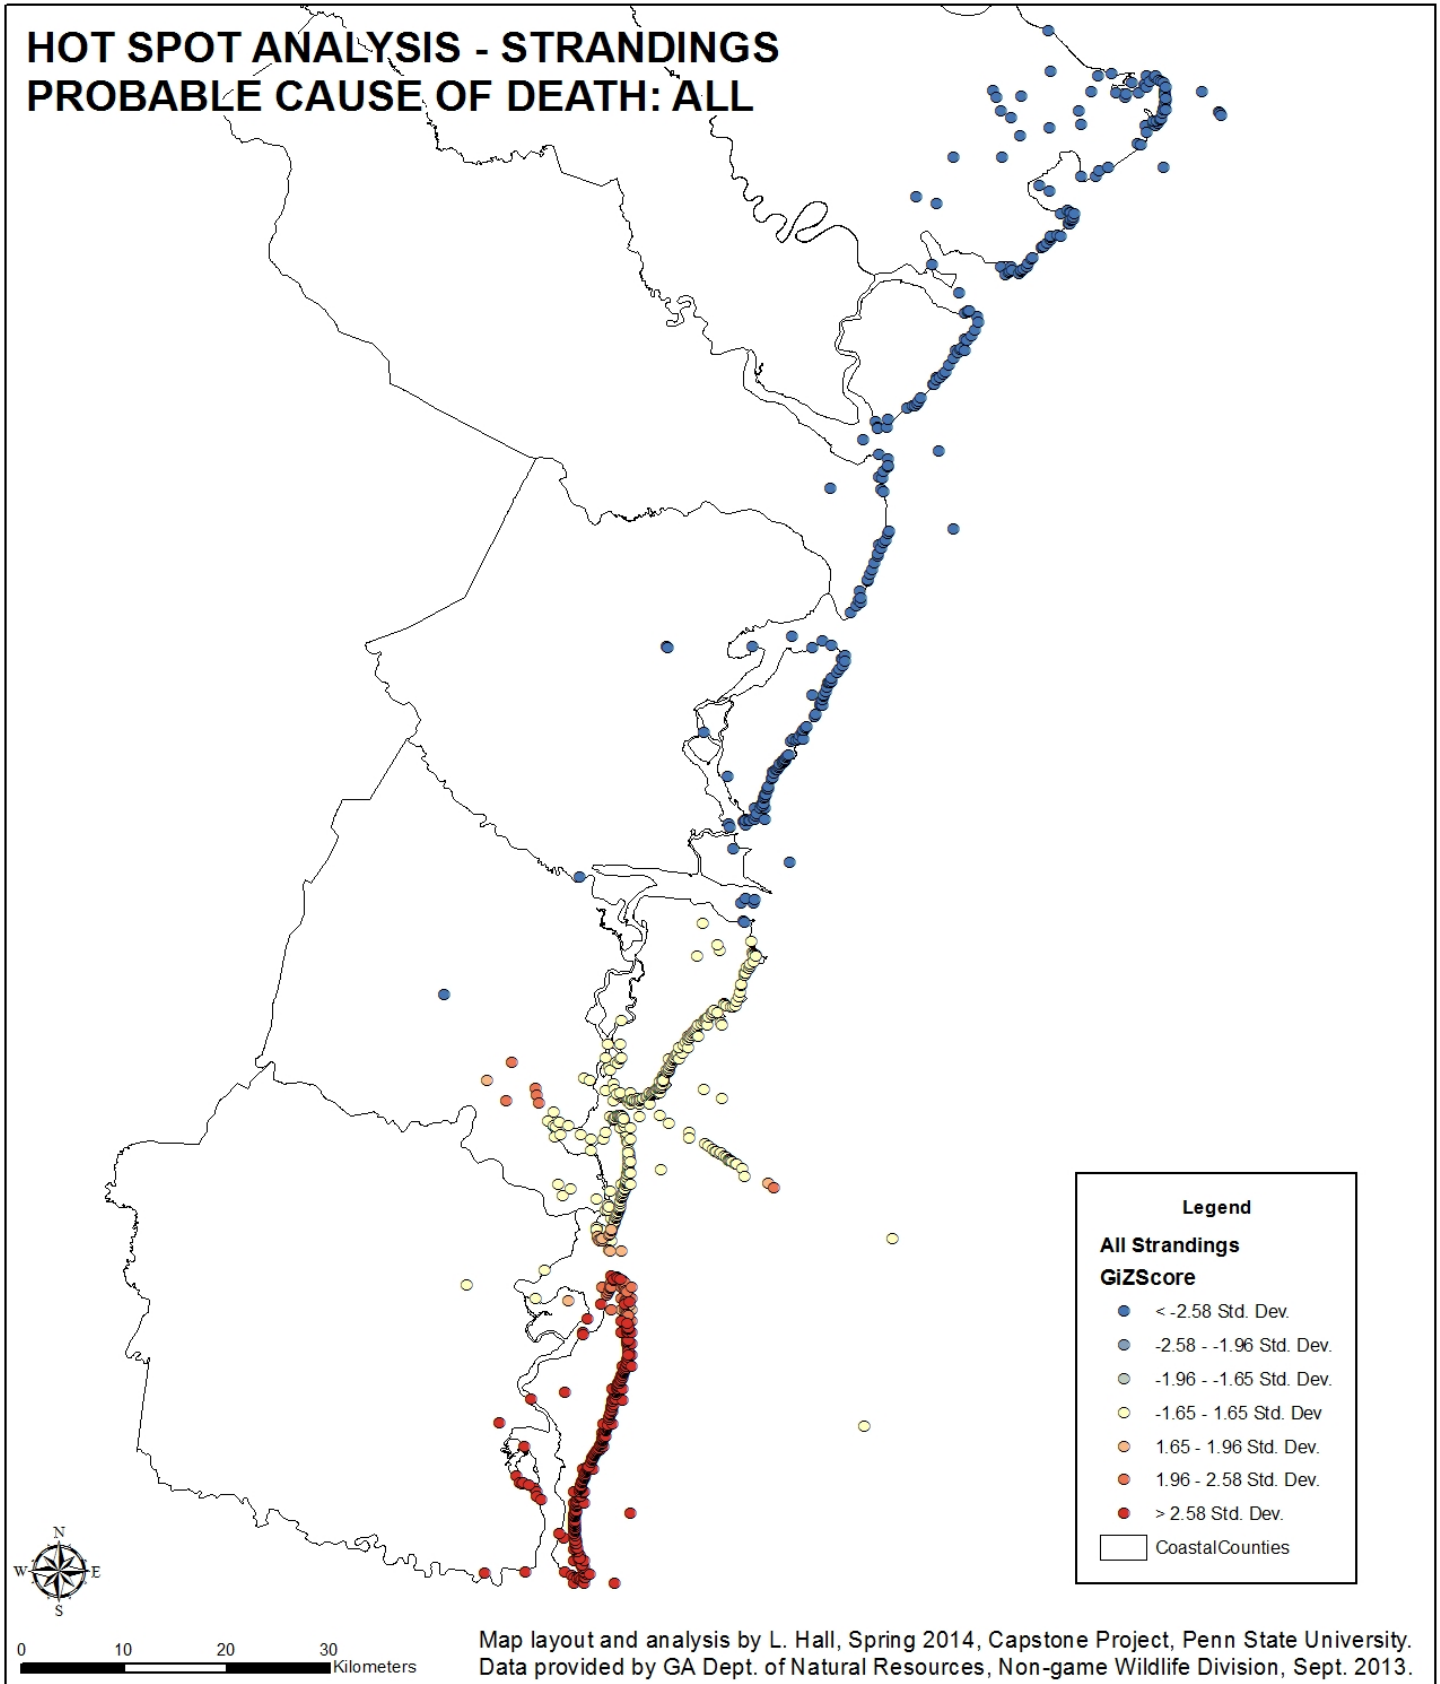 HOT SPOT ANALYSIS - STRANDINGS
PROBABLE CAUSE OF DEATH: ALL
Legend
All Strandings
GiZScore
< -2.58 Std. Dev.
-2.58 - -1.96 Std. Dev.
-1.96 - -1.65 Std. Dev.
-1.65 - 1.65 Std. Dev
1.65 - 1.96 Std. Dev.
1.96 - 2.58 Std. Dev.
> 2.58 Std. Dev.
CoastalCounties
N
W E
S
0 10 20 30
Kilometers
Map layout and analysis by L. Hall, Spring 2014, Capstone Project, Penn State University.
Data provided by GA Dept. of Natural Resources, Non-game Wildlife Division, Sept. 2013.